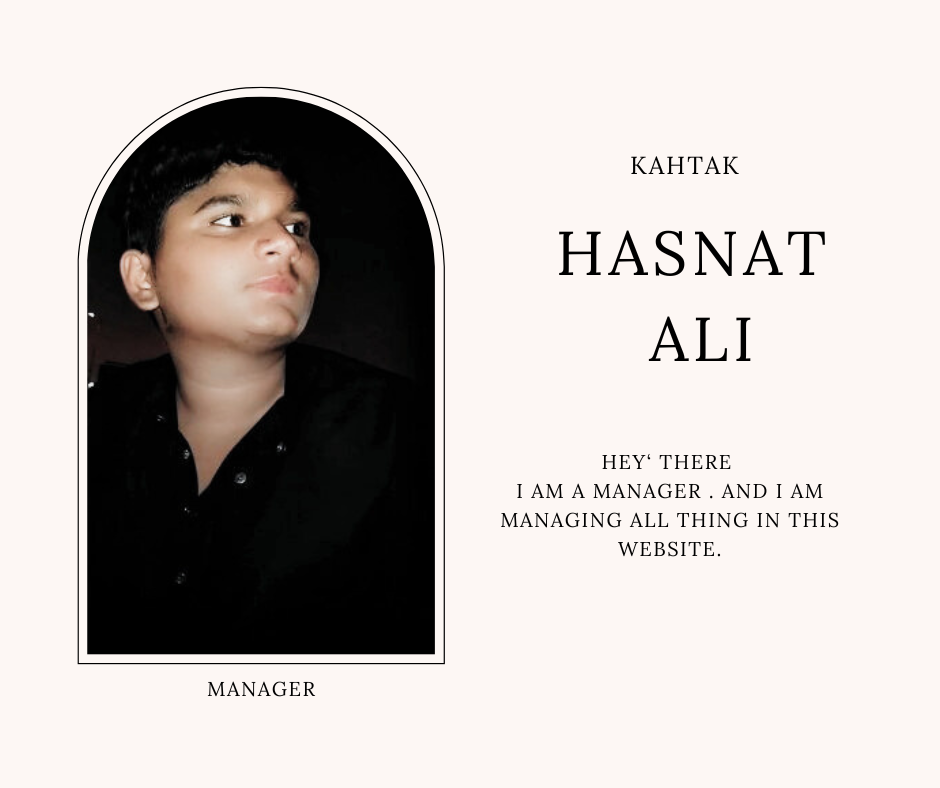 KAHTAK
HASNAT
ALI
HEY‘ THERE
I AM A MANAGER . AND I AM
MANAGING ALL THING IN THIS
WEBSITE.
MANAGER